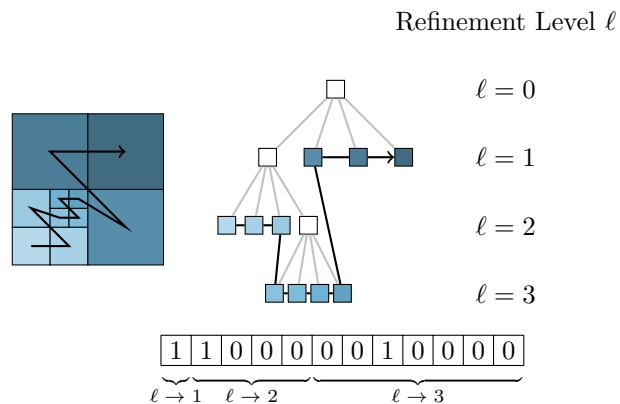 Refinement Level ℓ
ℓ = 0
ℓ = 1
ℓ = 2
ℓ = 3
1 1 0 0 0 0 0 1 0 0 0 0
ℓ → 1 ℓ → 2 ℓ → 3